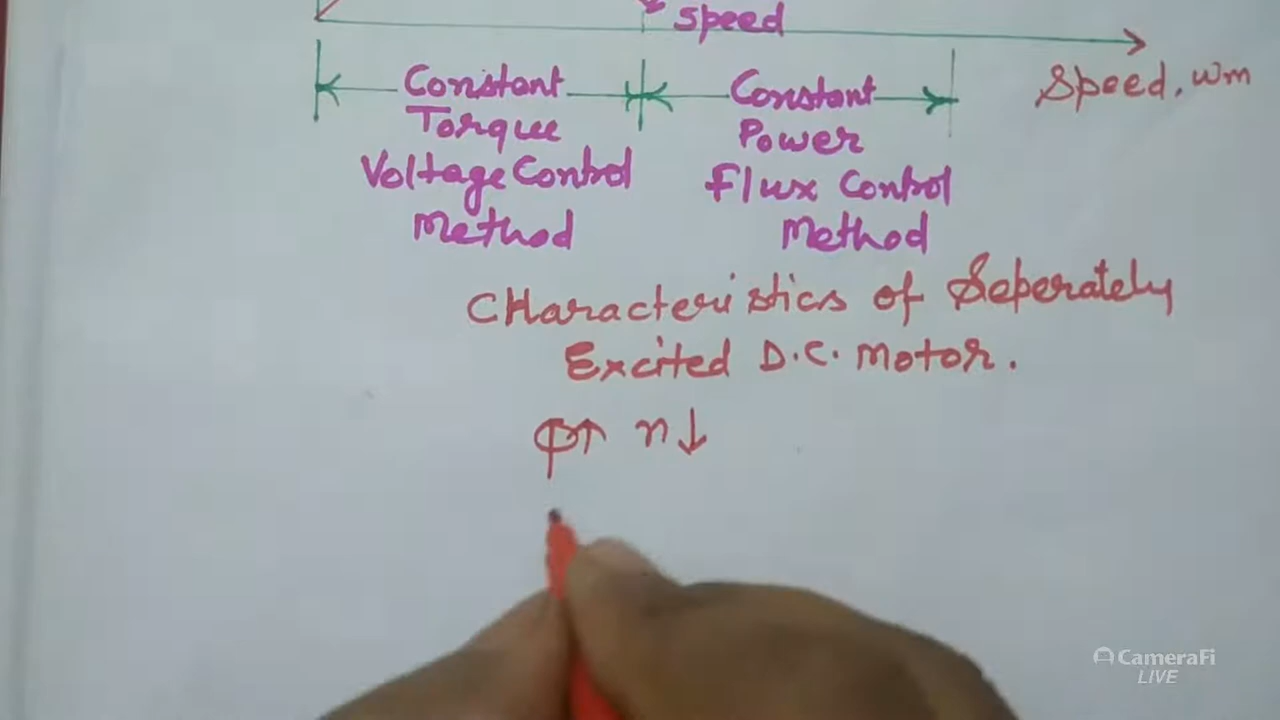 speed
Speed, wm
Constant
Torque
Voltage Control
Method
Constant
Power
Flux Control
Method
CHaracteristics of Seperately
Excited D.C. Motor.
φ↑ n↓
CameraFi
LIVE